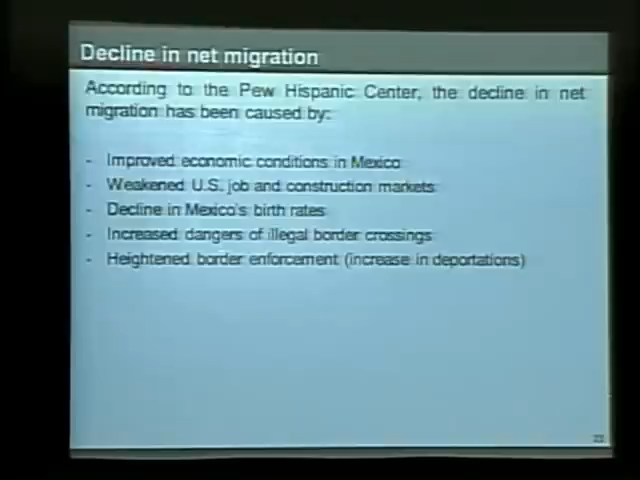 Decline in net migration
According to the Pew Hispanic Center, the decline in net
migration has been caused by:
- Improved economic conditions in Mexico
- Weakened U.S. job and construction markets
- Decline in Mexico's birth rates
- Increased dangers of illegal border crossings
- Heightened border enforcement (increase in deportations)